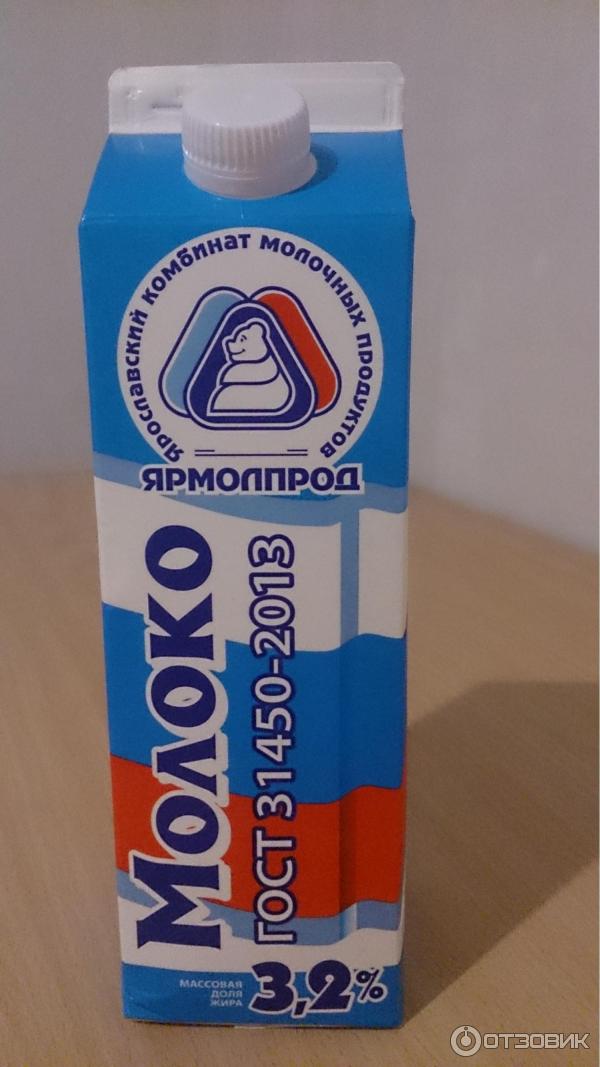 Ярославский комбинат молочных продуктов
ЯРМОЛПРОД
Молоко
ГОСТ 31450-2013
МАССОВАЯ
ДОЛЯ
ЖИРА
3,2%
ОТЗОВИК